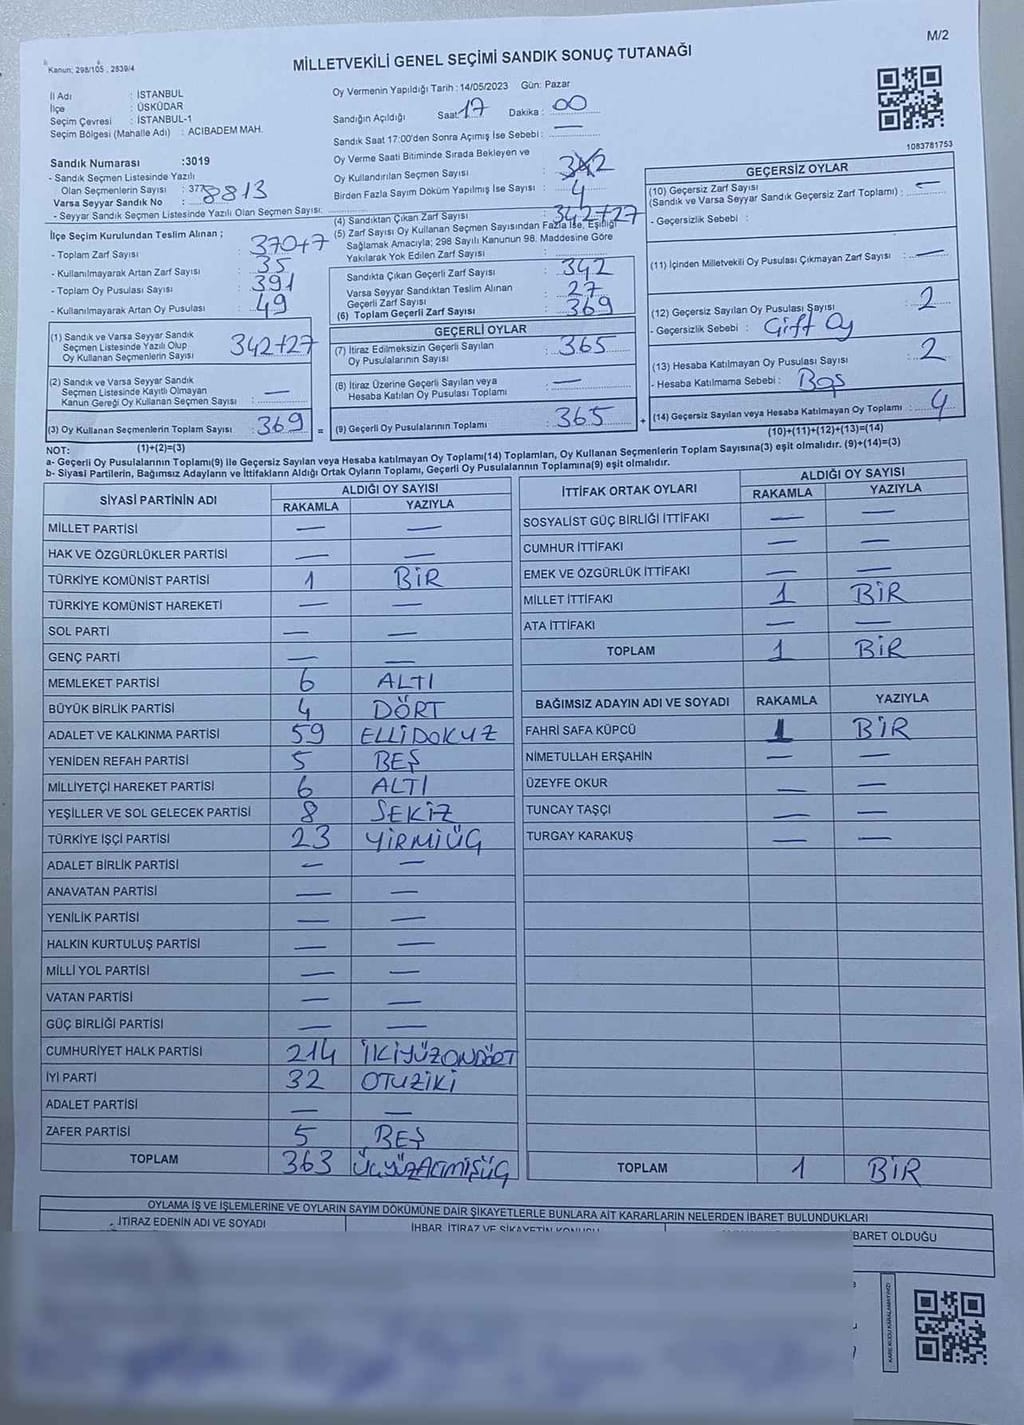 M/2
Kanun: 298/105, 2839/4
MİLLETVEKİLİ GENEL SEÇİMİ SANDIK SONUÇ TUTANAĞI
İl Adı : İSTANBUL
İlçe : ÜSKÜDAR
Seçim Çevresi : İSTANBUL-1
Seçim Bölgesi (Mahalle Adı) : ACIBADEM MAH.
Sandık Numarası :3019
- Sandık Seçmen Listesinde Yazılı
Olan Seçmenlerin Sayısı : 377
Varsa Seyyar Sandık No : 8813
- Seyyar Sandık Seçmen Listesinde Yazılı Olan Seçmen Sayısı:
İlçe Seçim Kurulundan Teslim Alınan ;
- Toplam Zarf Sayısı : 370+7
- Kullanılmayarak Artan Zarf Sayısı : 35
- Toplam Oy Pusulası Sayısı : 391
- Kullanılmayarak Artan Oy Pusulası : 49
(1) Sandık ve Varsa Seyyar Sandık
Seçmen Listesinde Yazılı Olup
Oy Kullanan Seçmenlerin Sayısı : 342+27
(2) Sandık ve Varsa Seyyar Sandık
Seçmen Listesinde Kayıtlı Olmayan
Kanun Gereği Oy Kullanan Seçmen Sayısı : —
(3) Oy Kullanan Seçmenlerin Toplam Sayısı : 369 =
(1)+(2)=(3)
Oy Vermenin Yapıldığı Tarih : 14/05/2023 Gün: Pazar
Sandığın Açıldığı Saat: 17 Dakika : 00
Sandık Saat 17:00'den Sonra Açımış İse Sebebi : —
Oy Verme Saati Bitiminde Sırada Bekleyen ve
Oy Kullandırılan Seçmen Sayısı : 342
Birden Fazla Sayım Döküm Yapılmış İse Sayısı : 4
(4) Sandıktan Çıkan Zarf Sayısı : 342+27
(5) Zarf Sayısı Oy Kullanan Seçmen Sayısından Fazla İse, Eşitliği
Sağlamak Amacıyla; 298 Sayılı Kanunun 98. Maddesine Göre
Yakılarak Yok Edilen Zarf Sayısı :
Sandıkta Çıkan Geçerli Zarf Sayısı : 342
Varsa Seyyar Sandıktan Teslim Alınan
Geçerli Zarf Sayısı : 27
(6) Toplam Geçerli Zarf Sayısı : 369
GEÇERLİ OYLAR
(7) İtiraz Edilmeksizin Geçerli Sayılan
Oy Pusulalarının Sayısı : 365
(8) İtiraz Üzerine Geçerli Sayılan veya
Hesaba Katılan Oy Pusulası Toplamı : —
(9) Geçerli Oy Pusulalarının Toplamı : 365 +
1083781753
GEÇERSİZ OYLAR
(10) Geçersiz Zarf Sayısı
(Sandık ve Varsa Seyyar Sandık Geçersiz Zarf Toplamı) : —
- Geçersizlik Sebebi :
(11) İçinden Milletvekili Oy Pusulası Çıkmayan Zarf Sayısı : —
(12) Geçersiz Sayılan Oy Pusulası Sayısı : 2
- Geçersizlik Sebebi : Çift Oy
(13) Hesaba Katılmayan Oy Pusulası Sayısı : 2
- Hesaba Katılmama Sebebi : Boş
(14) Geçersiz Sayılan veya Hesaba Katılmayan Oy Toplamı : 4
(10)+(11)+(12)+(13)=(14)
NOT:
a- Geçerli Oy Pusulalarının Toplamı(9) ile Geçersiz Sayılan veya Hesaba katılmayan Oy Toplamı(14) Toplamları, Oy Kullanan Seçmenlerin Toplam Sayısına(3) eşit olmalıdır. (9)+(14)=(3)
b- Siyasi Partilerin, Bağımsız Adayların ve İttifakların Aldığı Ortak Oyların Toplamı, Geçerli Oy Pusulalarının Toplamına(9) eşit olmalıdır.
SİYASİ PARTİNİN ADI ALDIĞI OY SAYISI
RAKAMLA YAZIYLA
MİLLET PARTİSİ — —
HAK VE ÖZGÜRLÜKLER PARTİSİ — —
TÜRKİYE KOMÜNİST PARTİSİ 1 BİR
TÜRKİYE KOMÜNİST HAREKETİ — —
SOL PARTİ — —
GENÇ PARTİ — —
MEMLEKET PARTİSİ 6 ALTI
BÜYÜK BİRLİK PARTİSİ 4 DÖRT
ADALET VE KALKINMA PARTİSİ 59 ELLİDOKUZ
YENİDEN REFAH PARTİSİ 5 BEŞ
MİLLİYETÇİ HAREKET PARTİSİ 6 ALTI
YEŞİLLER VE SOL GELECEK PARTİSİ 8 SEKİZ
TÜRKİYE İŞÇİ PARTİSİ 23 YİRMİÜÇ
ADALET BİRLİK PARTİSİ — —
ANAVATAN PARTİSİ — —
YENİLİK PARTİSİ — —
HALKIN KURTULUŞ PARTİSİ — —
MİLLİ YOL PARTİSİ — —
VATAN PARTİSİ — —
GÜÇ BİRLİĞİ PARTİSİ — —
CUMHURİYET HALK PARTİSİ 214 İKİYÜZONDÖRT
İYİ PARTİ 32 OTUZİKİ
ADALET PARTİSİ — —
ZAFER PARTİSİ 5 BEŞ
TOPLAM 363 ÜÇYÜZATMIŞÜÇ
İTTİFAK ORTAK OYLARI ALDIĞI OY SAYISI
RAKAMLA YAZIYLA
SOSYALİST GÜÇ BİRLİĞİ İTTİFAKI — —
CUMHUR İTTİFAKI — —
EMEK VE ÖZGÜRLÜK İTTİFAKI — —
MİLLET İTTİFAKI 1 BİR
ATA İTTİFAKI — —
TOPLAM 1 BİR
BAĞIMSIZ ADAYIN ADI VE SOYADI RAKAMLA YAZIYLA
FAHRİ SAFA KÜPCÜ 1 BİR
NİMETULLAH ERŞAHİN — —
ÜZEYFE OKUR — —
TUNCAY TAŞÇI — —
TURGAY KARAKUŞ — —
TOPLAM 1 BİR
OYLAMA İŞ VE İŞLEMLERİNE VE OYLARIN SAYIM DÖKÜMÜNE DAİR ŞİKAYETLERLE BUNLARA AİT KARARLARIN NELERDEN İBARET BULUNDUKLARI
İTİRAZ EDENİN ADI VE SOYADI
İHBAR, İTİRAZ VE ŞİKAYETİN KONUSU
BARET OLDUĞU
KARE KODU KARALAMAYINIZ!